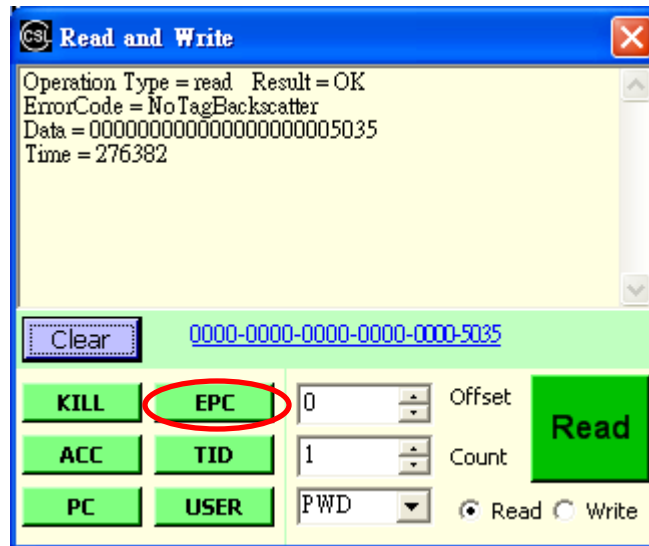 CSL Read and Write
Operation Type = read Result = OK
ErrorCode = NoTagBackscatter
Data = 000000000000000000005035
Time = 276382
Clear 0000-0000-0000-0000-0000-5035
KILL EPC 0 Offset Read
ACC TID 1 Count
PC USER PWD Read Write